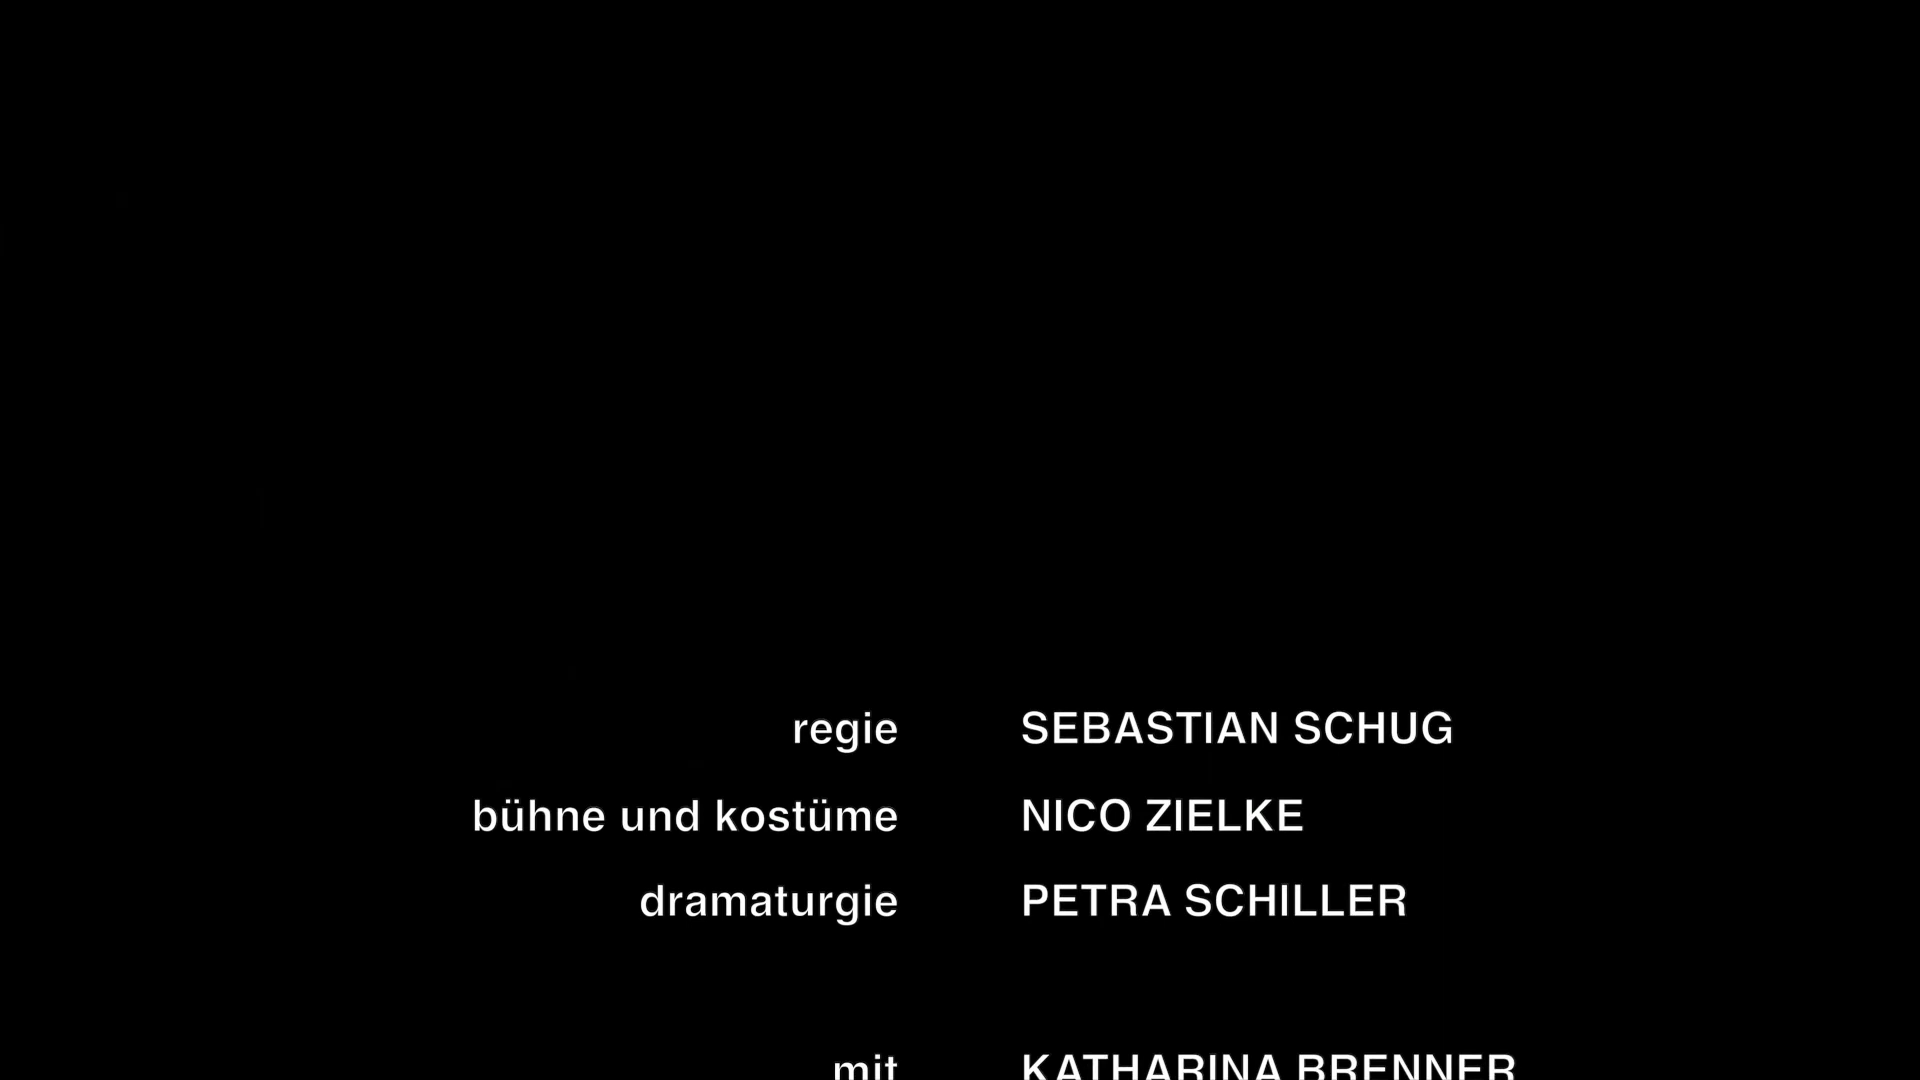 regie SEBASTIAN SCHUG
bühne und kostüme NICO ZIELKE
dramaturgie PETRA SCHILLER
mit KATHARINA BRENNER